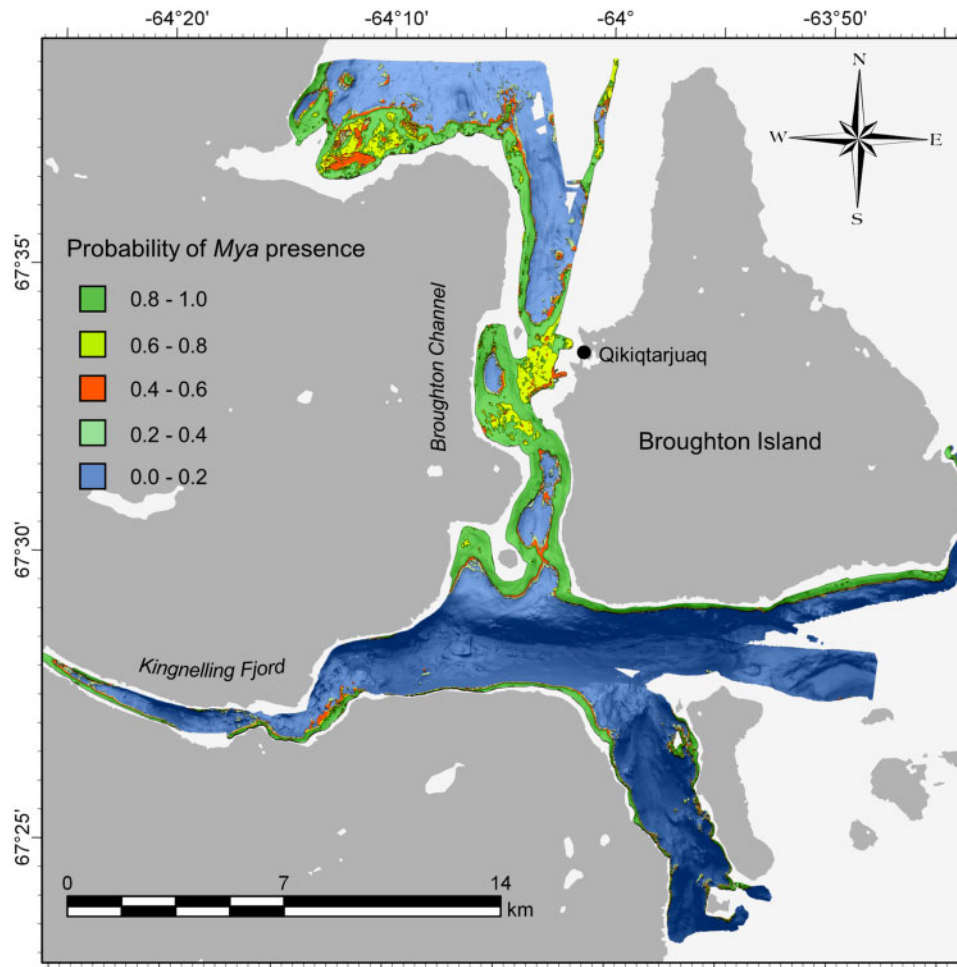 -64°20' -64°10' -64° -63°50'
N
W E
S
67°35'
Probability of Mya presence
0.8 - 1.0
0.6 - 0.8
0.4 - 0.6
0.2 - 0.4
0.0 - 0.2
Broughton Channel
Qikiqtarjuaq
Broughton Island
67°30'
Kingnelling Fjord
67°25'
0 7 14
km